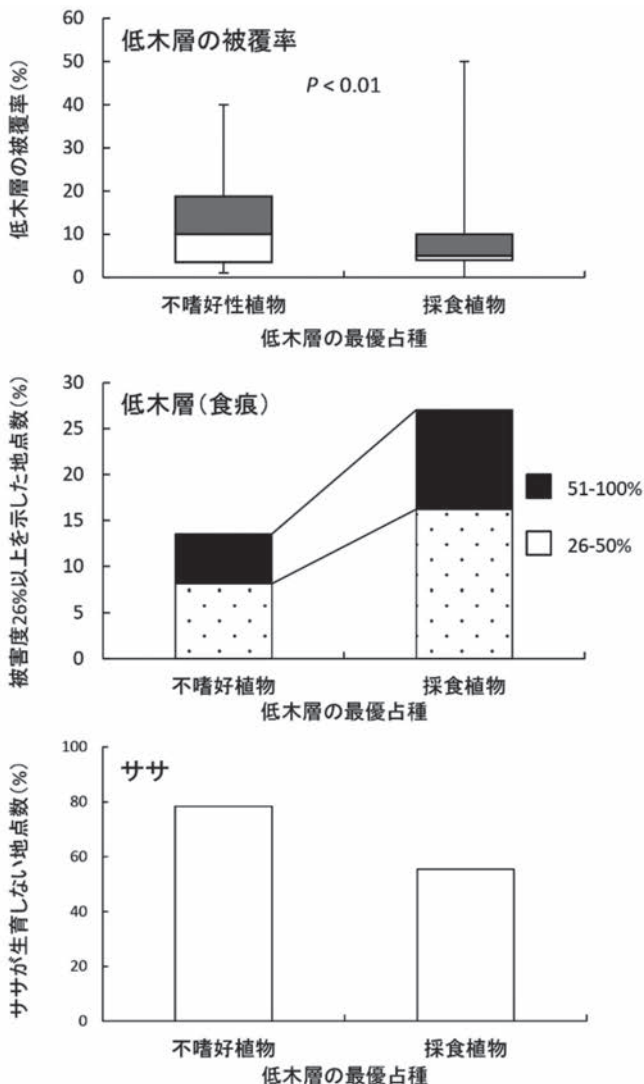 低木層の被覆率(%)
60
50
40
30
20
10
0
低木層の被覆率
P < 0.01
不嗜好性植物
採食植物
低木層の最優占種
被害度26%以上を示した地点数(%)
30
25
20
15
10
5
0
低木層(食痕)
51-100%
26-50%
不嗜好植物
採食植物
低木層の最優占種
ササが生育しない地点数(%)
100
80
60
40
20
0
ササ
不嗜好植物
採食植物
低木層の最優占種